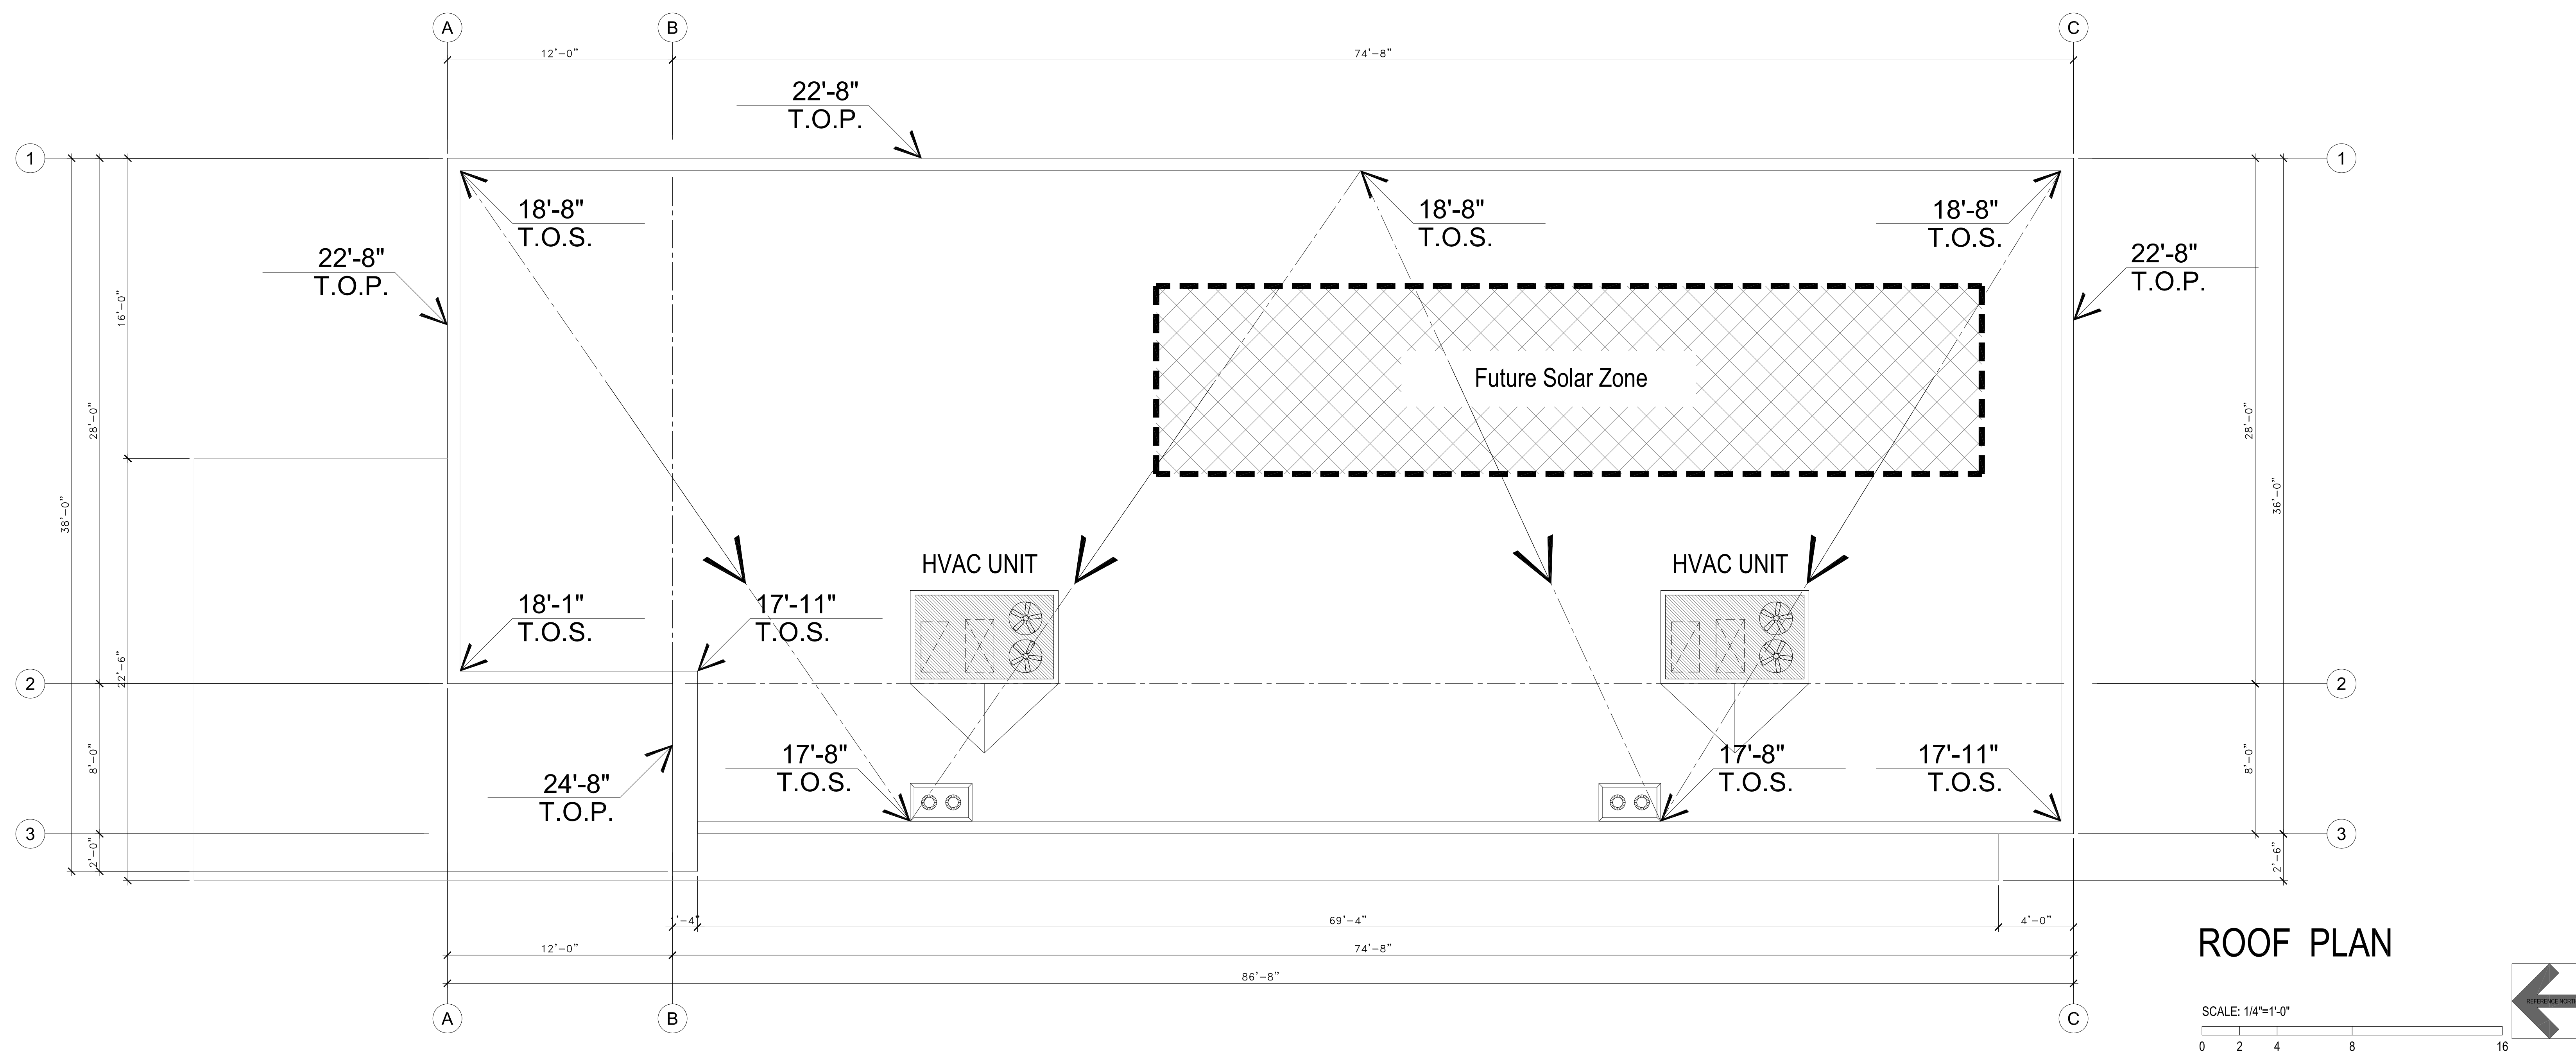 A
B
C
12'-0"
74'-8"
22'-8"
T.O.P.
1
1
18'-8"
T.O.S.
18'-8"
T.O.S.
18'-8"
T.O.S.
22'-8"
T.O.P.
22'-8"
T.O.P.
16'-0"
28'-0"
38'-0"
22'-6"
28'-0"
36'-0"
Future Solar Zone
HVAC UNIT
HVAC UNIT
18'-1"
T.O.S.
17'-11"
T.O.S.
2
2
8'-0"
8'-0"
24'-8"
T.O.P.
17'-8"
T.O.S.
17'-8"
T.O.S.
17'-11"
T.O.S.
3
3
2'-0"
2'-6"
1'-4"
69'-4"
4'-0"
12'-0"
74'-8"
86'-8"
A
B
C
ROOF PLAN
REFERENCE NORTH
SCALE: 1/4"=1'-0"
0 2 4 8 16